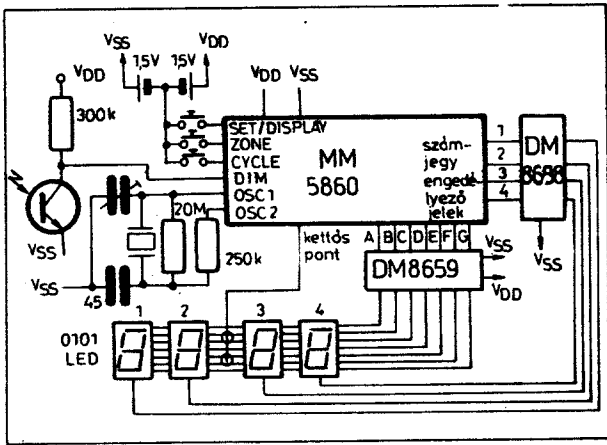 VSS
1,5V
1,5V
VDD
VDD
VDD
VSS
300k
SET/DISPLAY
ZONE
CYCLE
DIM
OSC 1
OSC 2
MM
5860
szám-
jegy
engedé
lyező
jelek
1
2
3
4
DM
8698
VSS
20M
250k
VSS
VSS
45
kettős
pont
A B C D E F G
DM8659
VSS
VDD
0101
LED
1 2 3 4